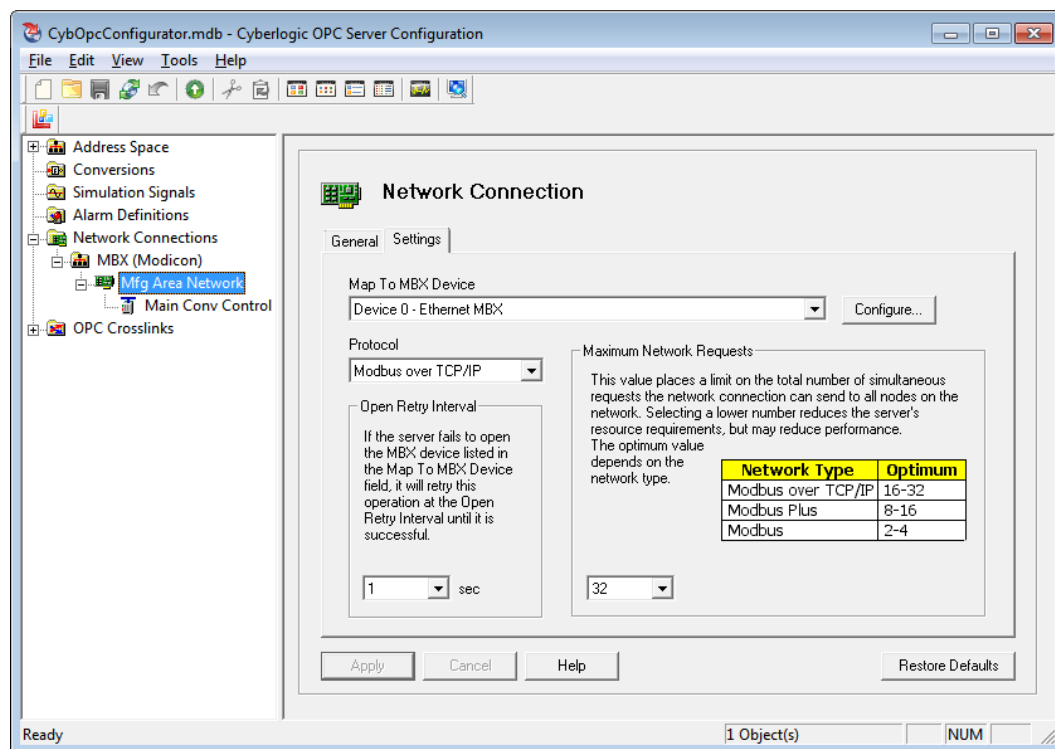 CybOpcConfigurator.mdb - Cyberlogic OPC Server Configuration
File Edit View Tools Help
Address Space
Conversions
Simulation Signals
Alarm Definitions
Network Connections
MBX (Modicon)
Mfg Area Network
Main Conv Control
OPC Crosslinks
Network Connection
General Settings
Map To MBX Device
Device 0 - Ethernet MBX
Configure...
Protocol
Modbus over TCP/IP
Open Retry Interval
If the server fails to open
the MBX device listed in
the Map To MBX Device
field, it will retry this
operation at the Open
Retry Interval until it is
successful.
1 sec
Maximum Network Requests
This value places a limit on the total number of simultaneous
requests the network connection can send to all nodes on the
network. Selecting a lower number reduces the server's
resource requirements, but may reduce performance.
The optimum value
depends on the
network type.
Network Type Optimum
Modbus over TCP/IP 16-32
Modbus Plus 8-16
Modbus 2-4
32
Apply Cancel Help Restore Defaults
Ready 1 Object(s) NUM